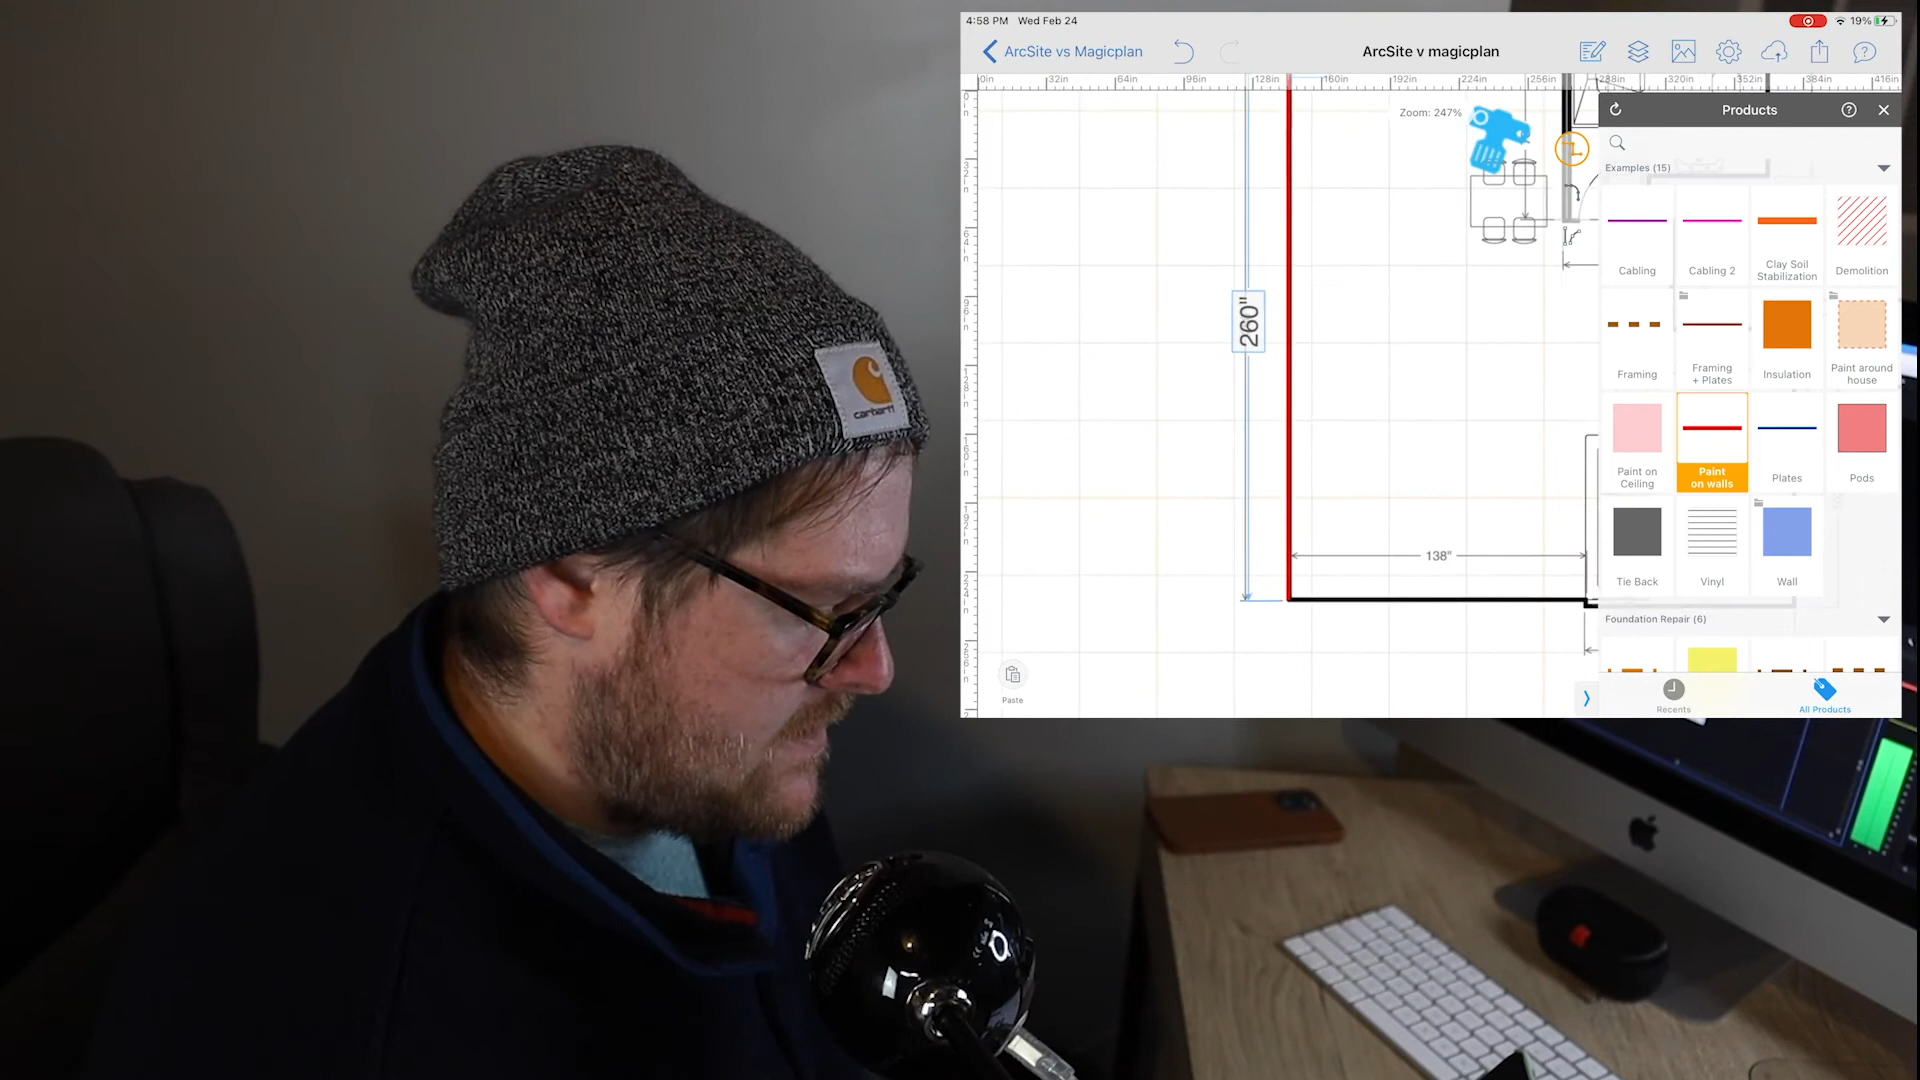 4:58 PM Wed Feb 24
19%
ArcSite vs Magicplan
ArcSite v magicplan
0in 32in 64in 96in 128in 160in 192in 224in 256in 288in 320in 352in 384in 416in
Zoom: 247%
Products
Examples (15)
Cabling
Cabling 2
Clay Soil
Stabilization
Demolition
Framing
Framing
+ Plates
Insulation
Paint around
house
Paint on
Ceiling
Paint
on walls
Plates
Pods
Tie Back
Vinyl
Wall
Foundation Repair (6)
Recents
All Products
260"
138"
Paste
carhartt